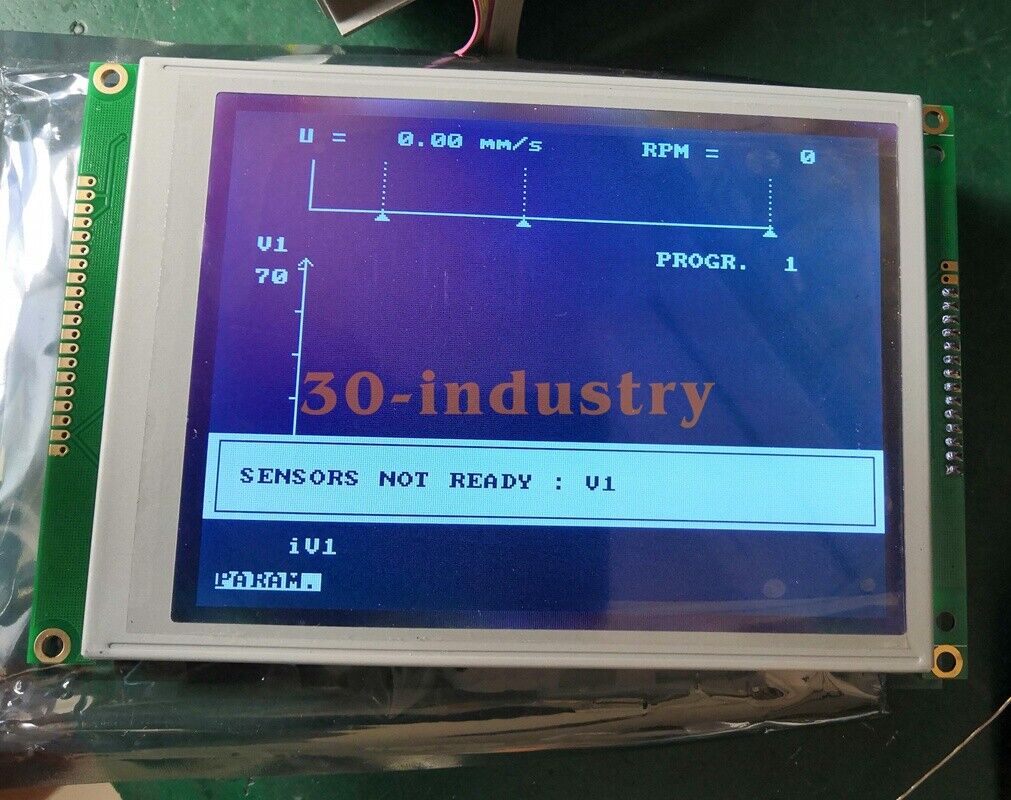 U = 0.00 mm/s RPM = 0
V1
PROGR. 1
70
30-industry
SENSORS NOT READY : V1
iV1
PARAM.